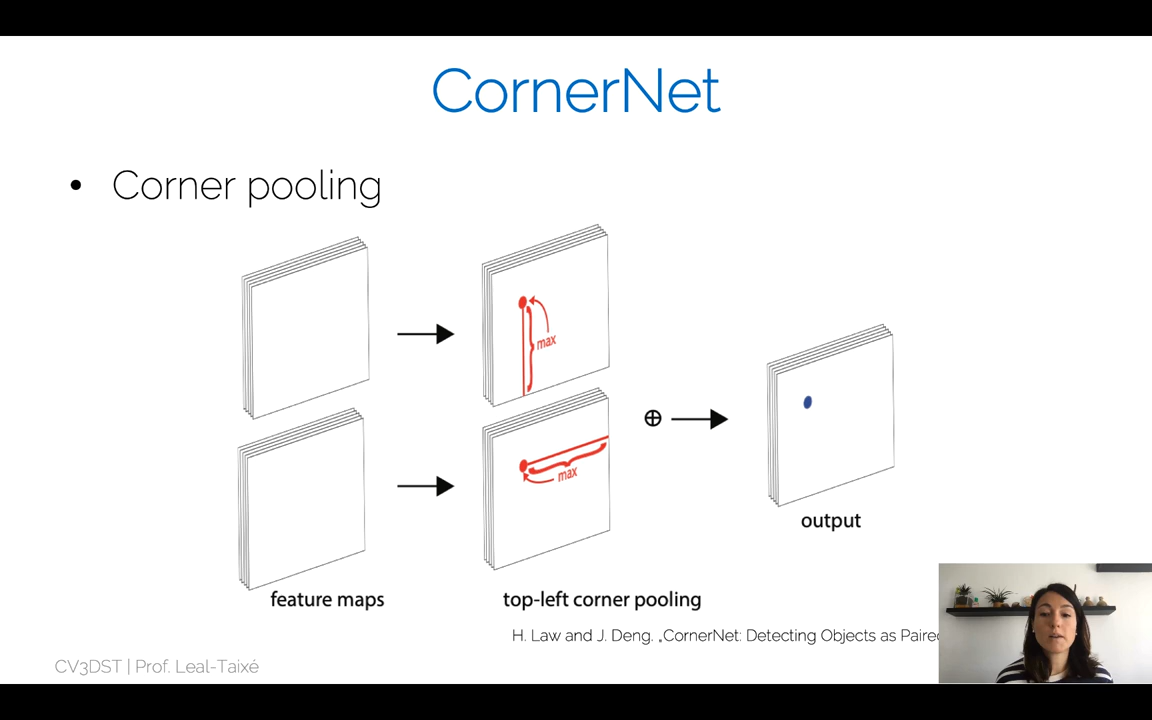 CornerNet
• Corner pooling
max
max
⊕
output
feature maps
top-left corner pooling
H. Law and J. Deng. „CornerNet: Detecting Objects as
CV3DST | Prof. Leal-Taixé